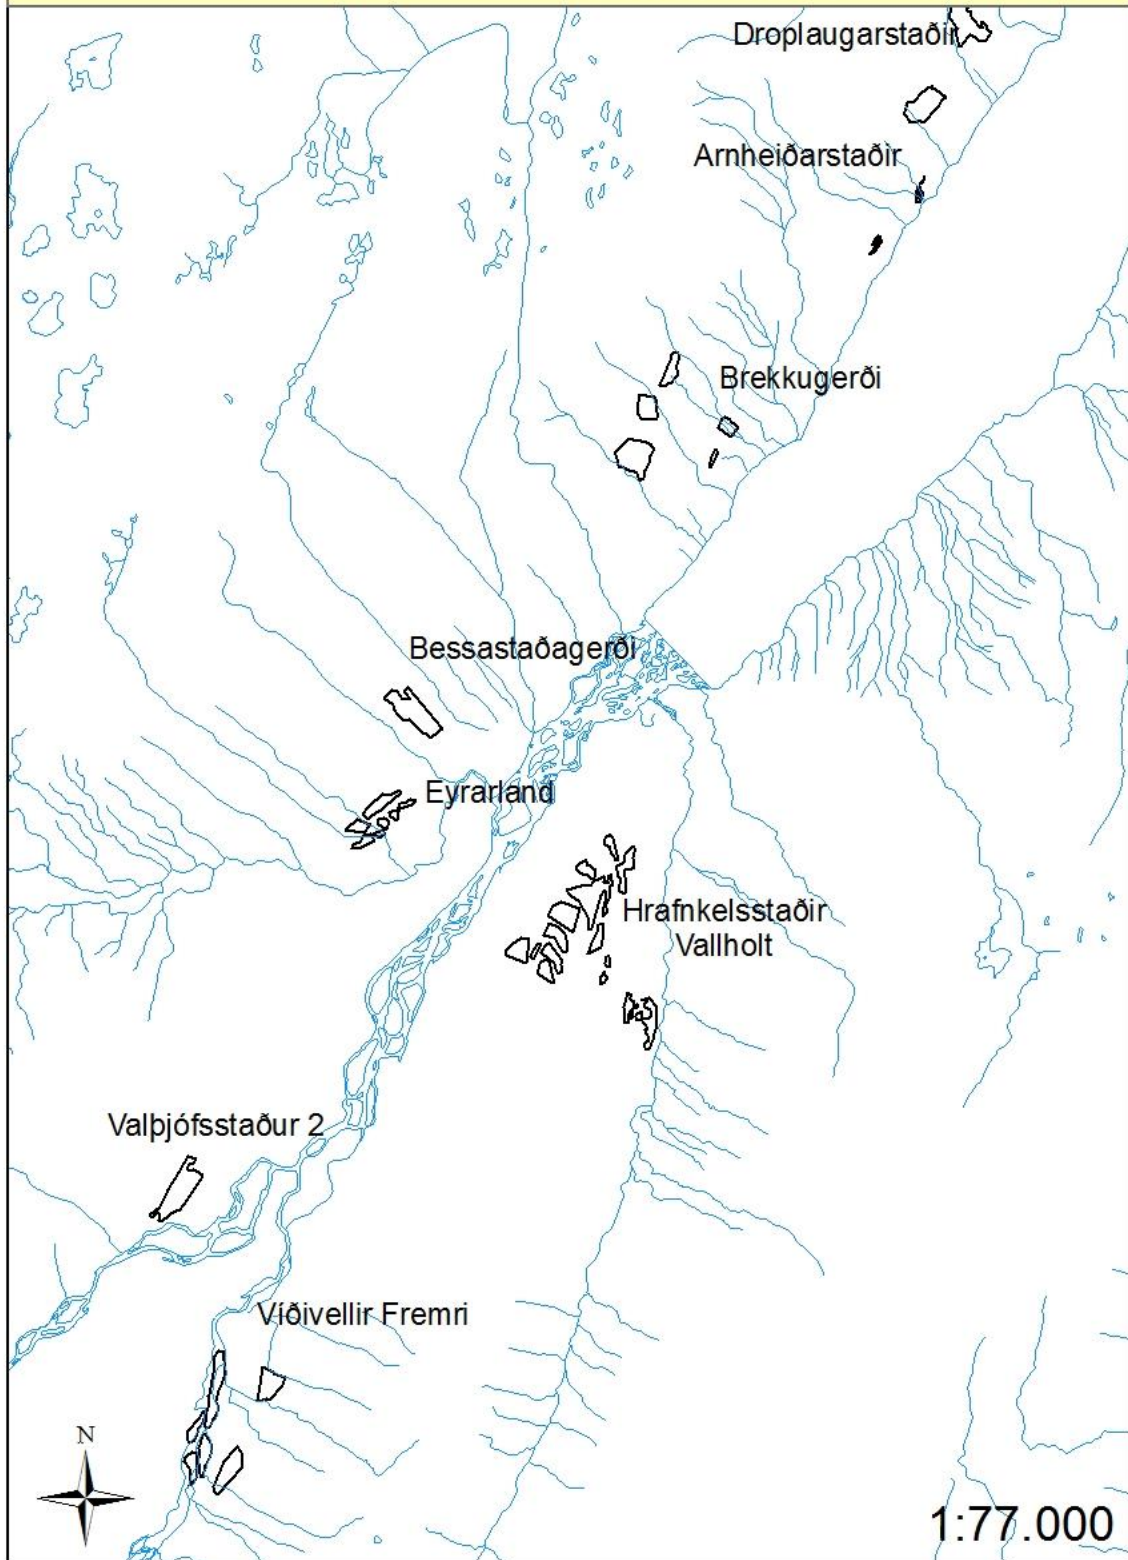 Droplaugarstaðir
Arnheiðarstaðir
Brekkugerði
Bessastaðagerði
Eyrarland
Hrafnkelsstaðir
Vallholt
Valþjófsstaður 2
Víðivellir Fremri
N
1:77.000